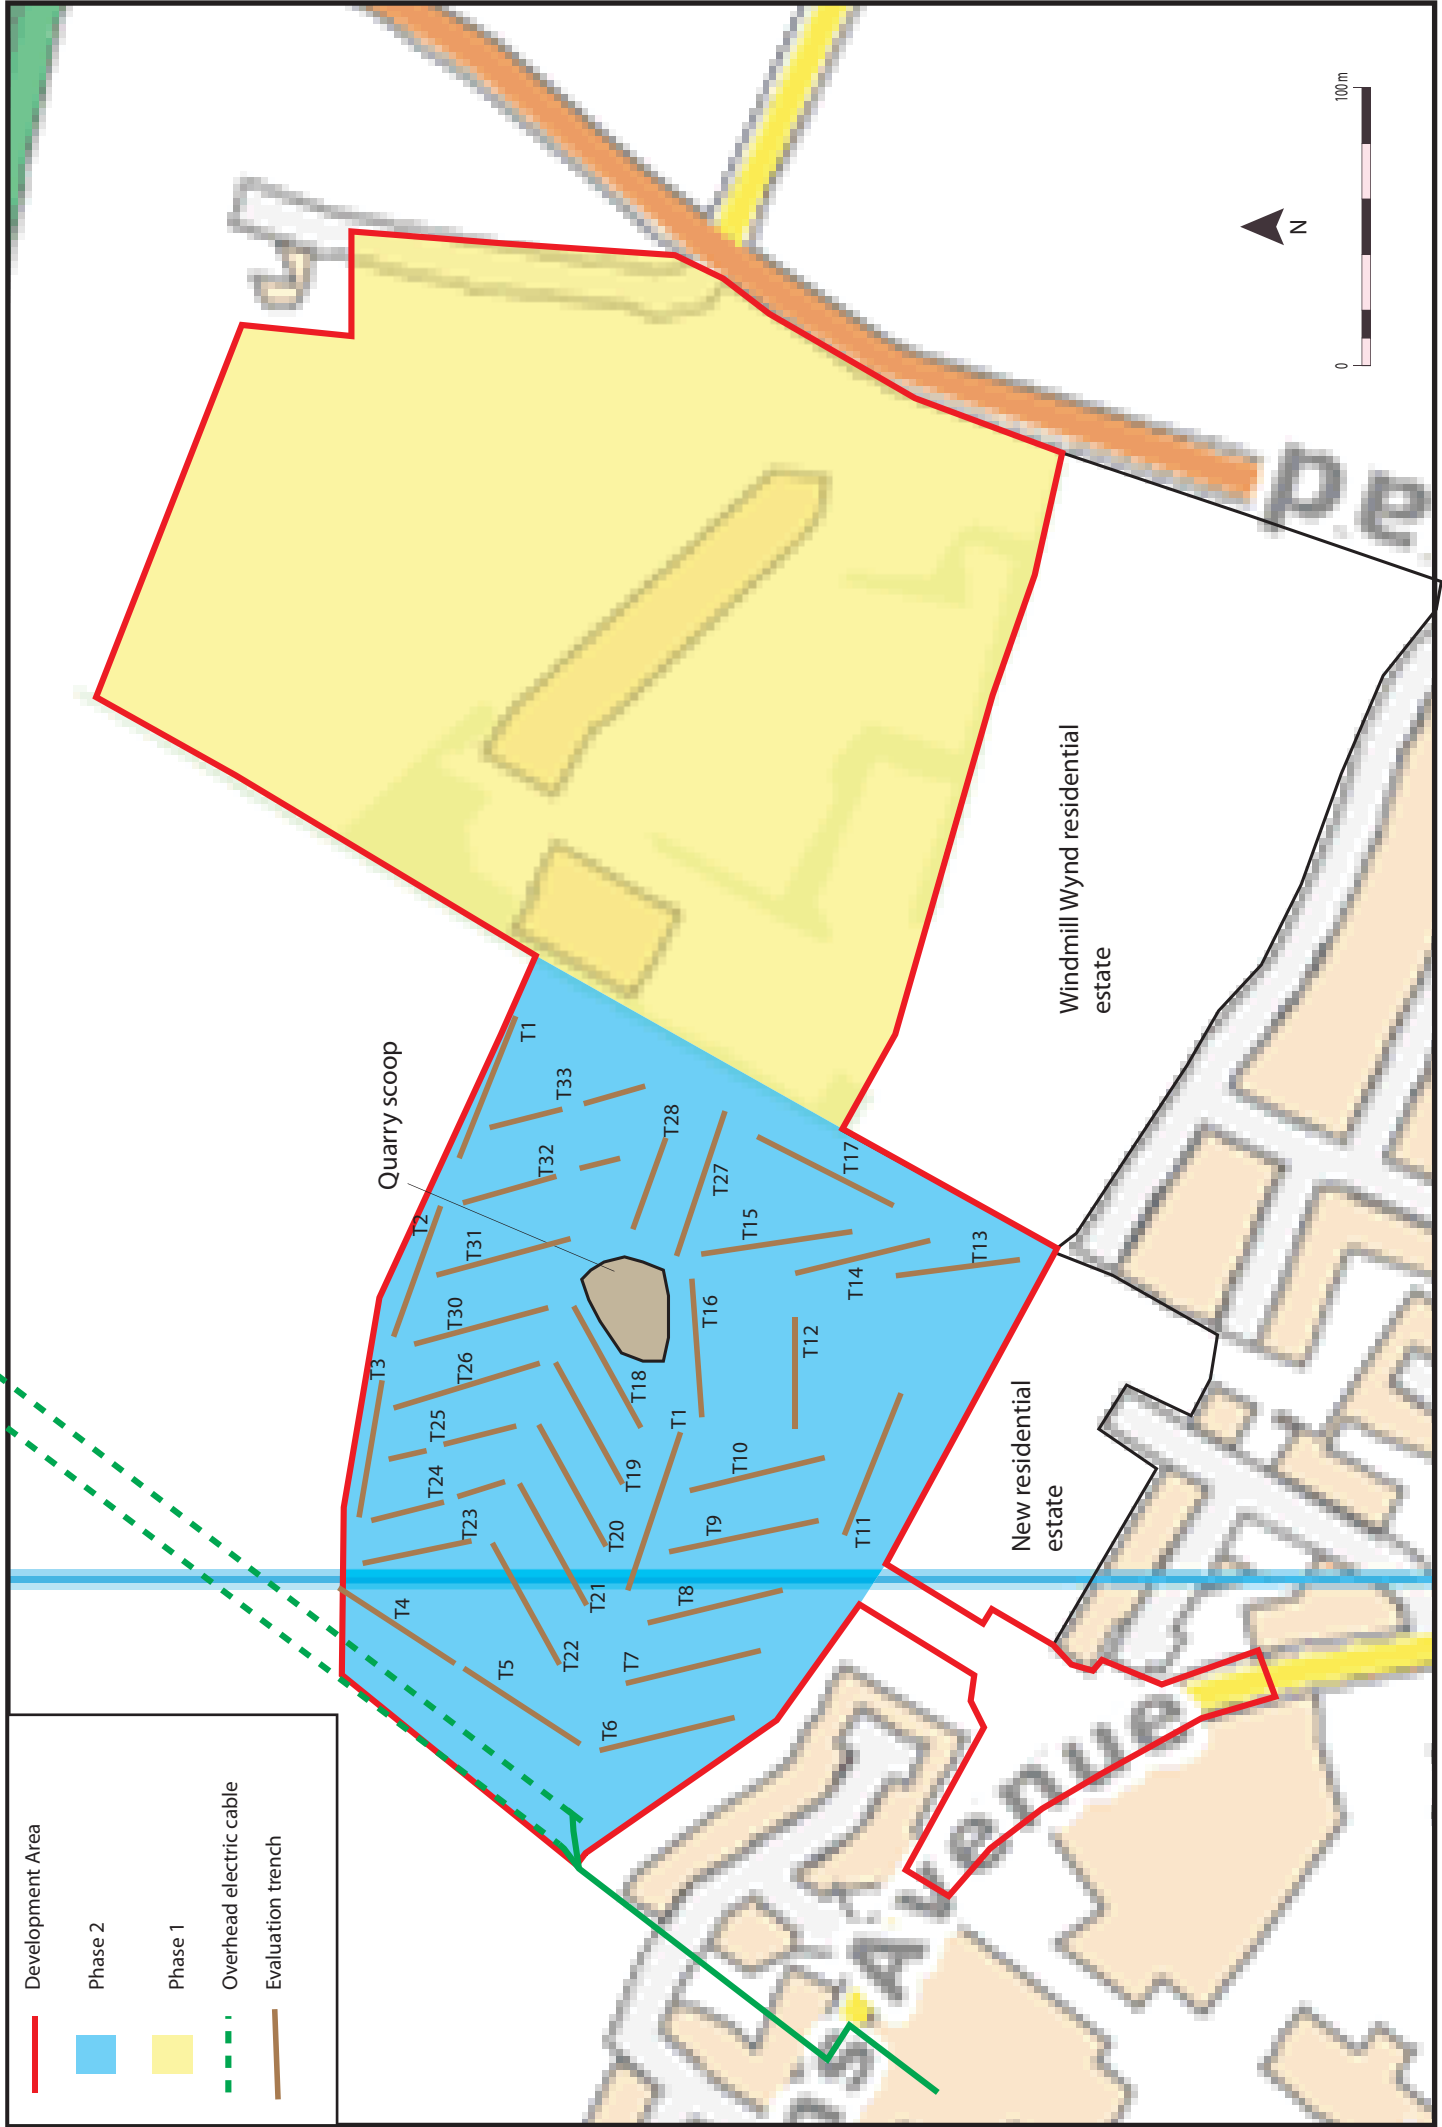 Development Area
Phase 2
Phase 1
Overhead electric cable
Evaluation trench
Quarry scoop
T1
T2
T3
T4
T5
T6
T7
T8
T9
T10
T11
T12
T13
T14
T15
T16
T17
T18
T19
T20
T21
T22
T23
T24
T25
T26
T27
T28
T30
T31
T32
T33
T1
Windmill Wynd residential
estate
New residential
estate
s Avenue
ad
N
0
100m